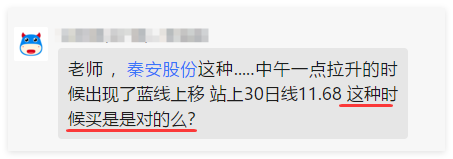 老师 ，秦安股份这种.....中午一点拉升的时
候出现了蓝线上移 站上30日线11.68 这种时
候买是是对的么?